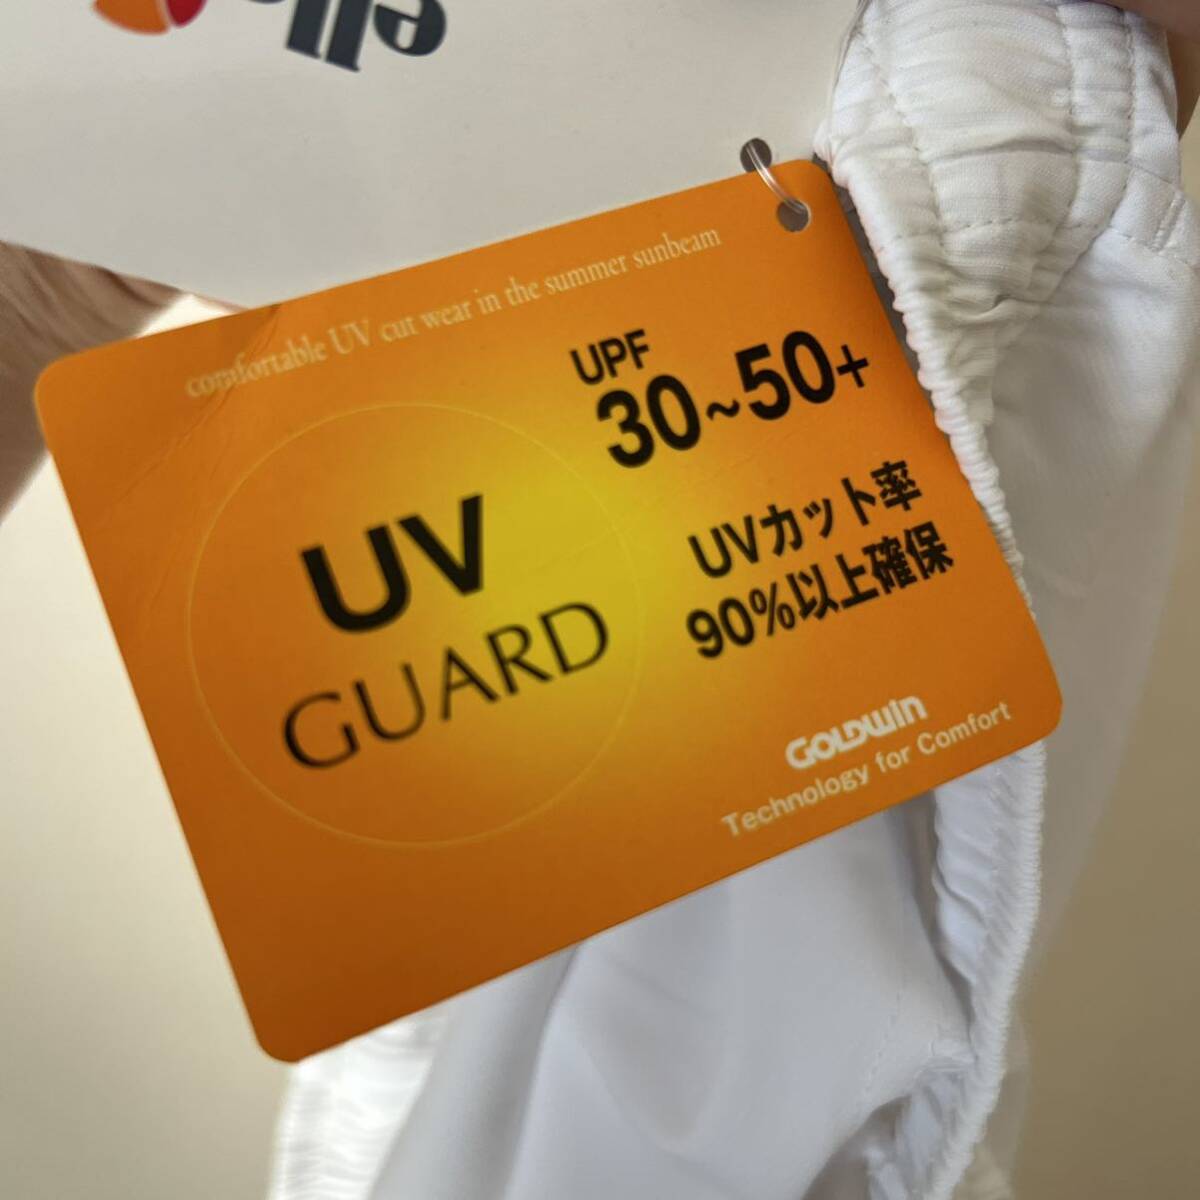 comfortable UV cut wear in the summer sunbeam
UPF
30~50+
UV
GUARD
UVカット率
90%以上確保
GOLDWIN
Technology for Comfort